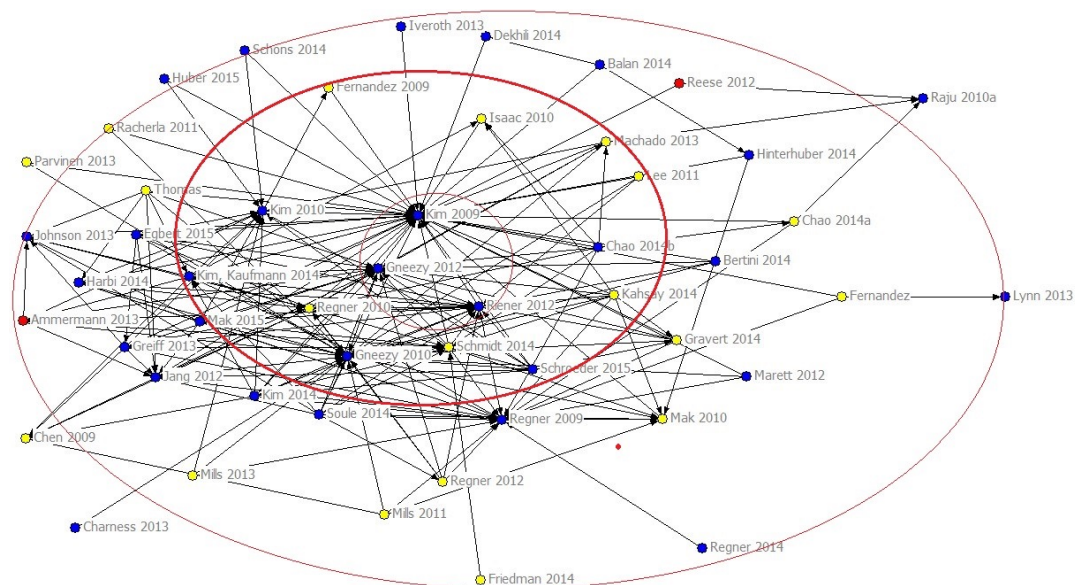 Iveroth 2013
Dekhili 2014
Schons 2014
Balan 2014
Huber 2015
Reese 2012
Fernandez 2009
Raju 2010a
Isaac 2010
Racherla 2011
Machado 2013
Hinterhuber 2014
Parvinen 2013
Lee 2011
Thomas
Kim 2010
Kim 2009
Chao 2014a
Johnson 2013
Egbert 2015
Chao 2014b
Bertini 2014
Gneezy 2012
Kim, Kaufmann 2014
Harbi 2014
Kahsay 2014
Fernandez
Lynn 2013
Regner 2010
Riener 2012
Ammermann 2013
Mak 2015
Gravert 2014
Greiff 2013
Schmidt 2014
Gneezy 2010
Schroeder 2015
Jang 2012
Marett 2012
Kim 2014
Soule 2014
Regner 2009
Mak 2010
Chen 2009
Mills 2013
Regner 2012
Mills 2011
Charness 2013
Regner 2014
Friedman 2014